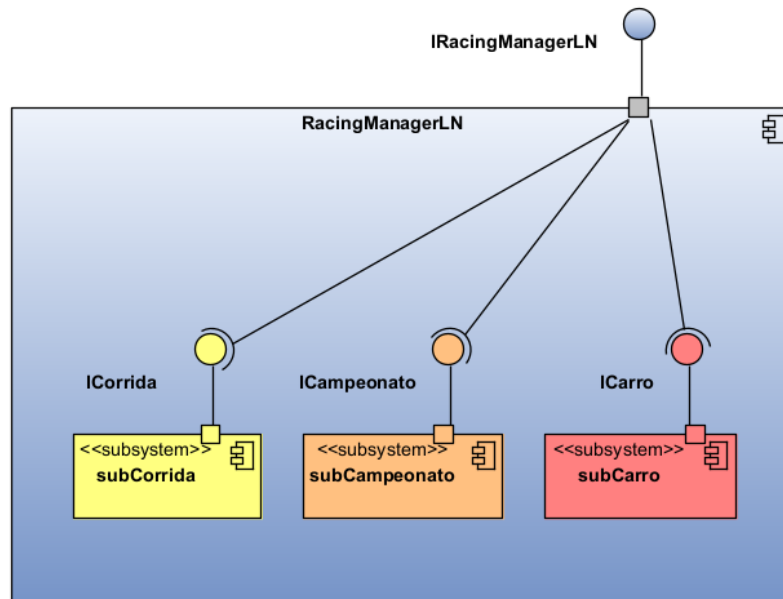 IRacingManagerLN
RacingManagerLN
ICorrida
ICampeonato
ICarro
<<subsystem>>
subCorrida
<<subsystem>>
subCampeonato
<<subsystem>>
subCarro